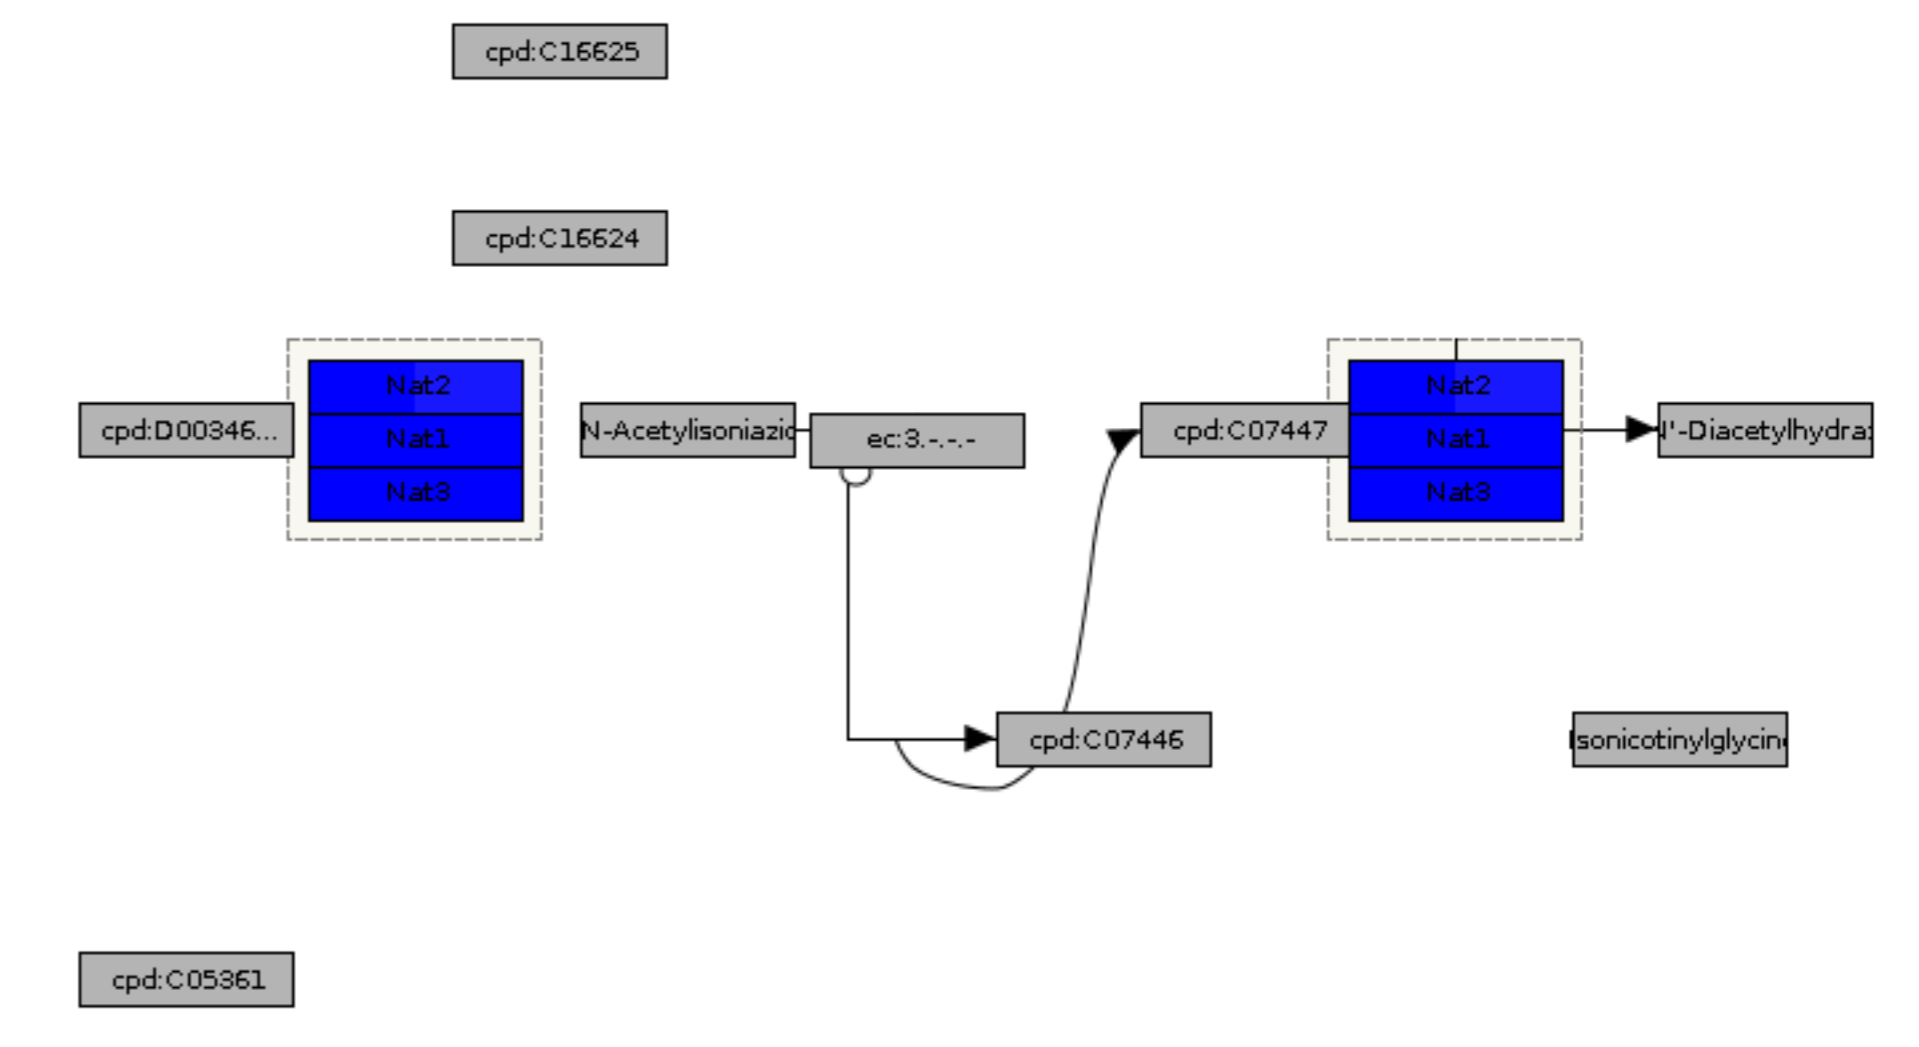 cpd:C16625
cpd:C16624
Nat2
Nat1
Nat3
cpd:D00346...
N-Acetylisoniazid
ec:3.-.-.-
cpd:C07447
Nat2
Nat1
Nat3
'-Diacetylhydra
cpd:C07446
sonicotinylglycin
cpd:C05361